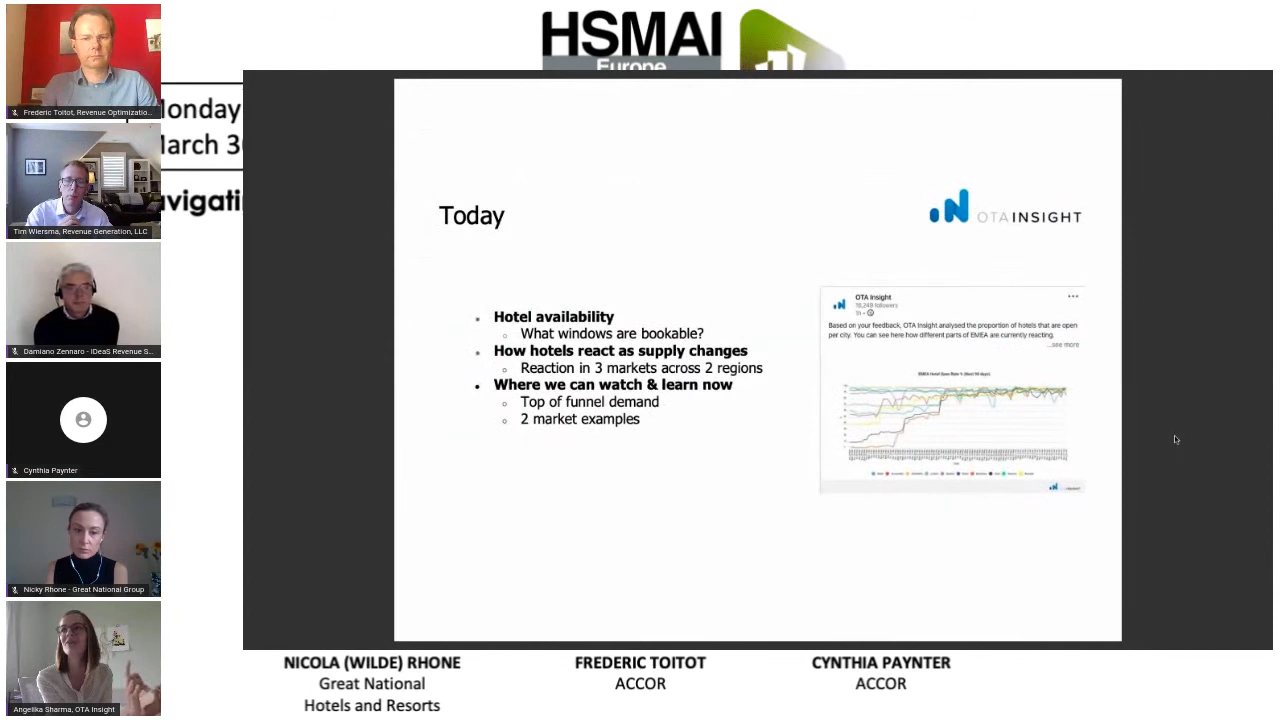 HSMAI
Europe
Monday
March 30
avigati
Frederic Toitot, Revenue Optimizatio...
Tim Wiersma, Revenue Generation, LLC
Damiano Zennaro - IDeaS Revenue S...
Cynthia Paynter
Nicky Rhone - Great National Group
Angelika Sharma, OTA Insight
Today
OTA INSIGHT
Hotel availability
What windows are bookable?
How hotels react as supply changes
Reaction in 3 markets across 2 regions
Where we can watch & learn now
Top of funnel demand
2 market examples
OTA Insight
followers
Based on your feedback, OTA Insight analysed the proportion of hotels that are open
per city. You can see here how different parts of EMEA are currently reacting.
...see more
NICOLA (WILDE) RHONE
Great National
Hotels and Resorts
FREDERIC TOITOT
ACCOR
CYNTHIA PAYNTER
ACCOR